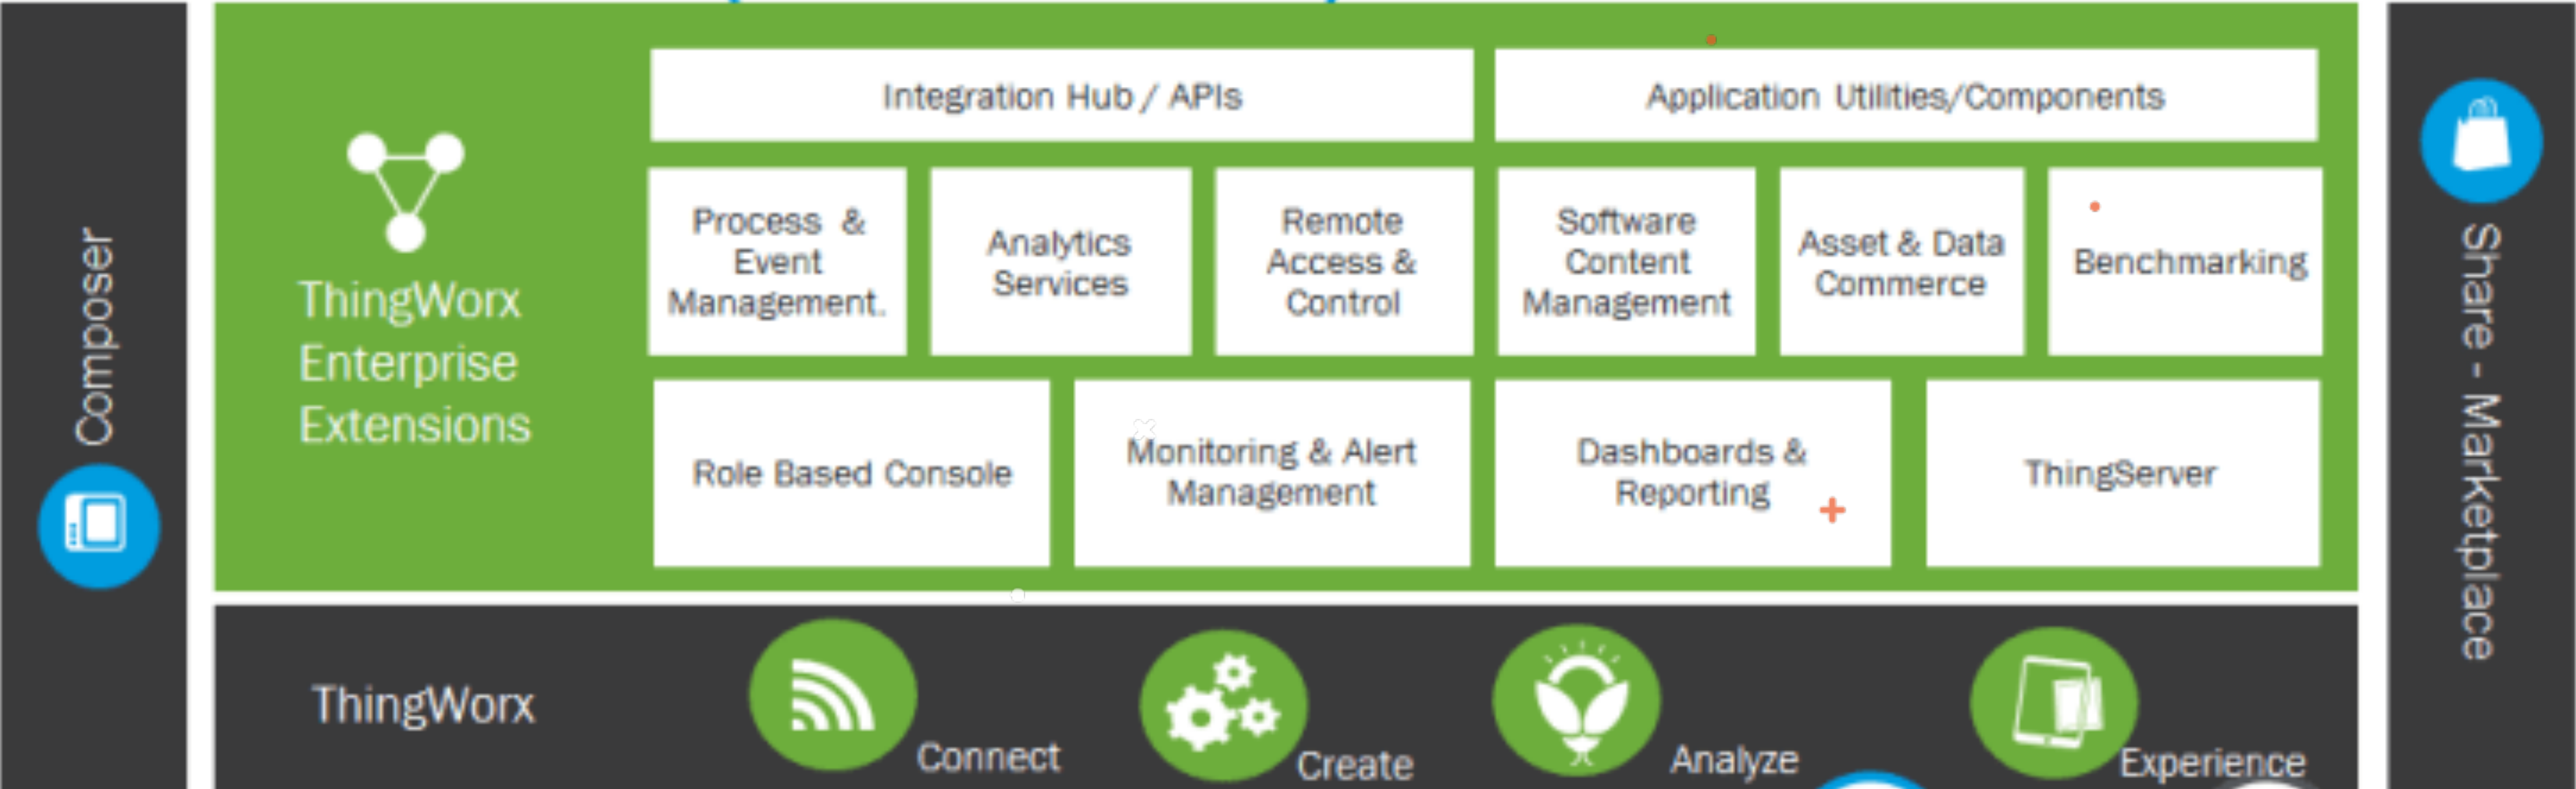 Composer
ThingWorx
Enterprise
Extensions
Integration Hub / APIs
Application Utilities/Components
Process &
Event
Management.
Analytics
Services
Remote
Access &
Control
Software
Content
Management
Asset & Data
Commerce
Benchmarking
Role Based Console
Monitoring & Alert
Management
Dashboards &
Reporting
ThingServer
ThingWorx
Connect
Create
Analyze
Experience
Share - Marketplace